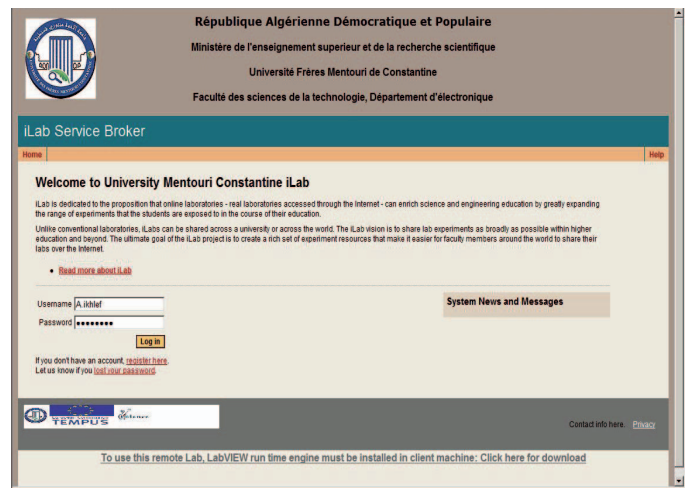 République Algérienne Démocratique et Populaire
Ministère de l'enseignement superieur et de la recherche scientifique
Université Frères Mentouri de Constantine
Faculté des sciences de la technologie, Département d'électronique
iLab Service Broker
Home
Help
Welcome to University Mentouri Constantine iLab
iLab is dedicated to the proposition that online laboratories - real laboratories accessed through the Internet - can enrich science and engineering education by greatly expanding
the range of experiments that the students are exposed to in the course of their education.
Unlike conventional laboratories, iLabs can be shared across a university or across the world. The iLab vision is to share lab experiments as broadly as possible within higher
education and beyond. The ultimate goal of the iLab project is to create a rich set of experiment resources that make it easier for faculty members around the world to share their
labs over the Internet.
• Read more about iLab
Username A.ikhlef
Password ••••••••
Log in
If you don't have an account, register here.
Let us know if you lost your password.
System News and Messages
TEMPUS
Contact info here. Privacy
To use this remote Lab, LabVIEW run time engine must be installed in client machine: Click here for download